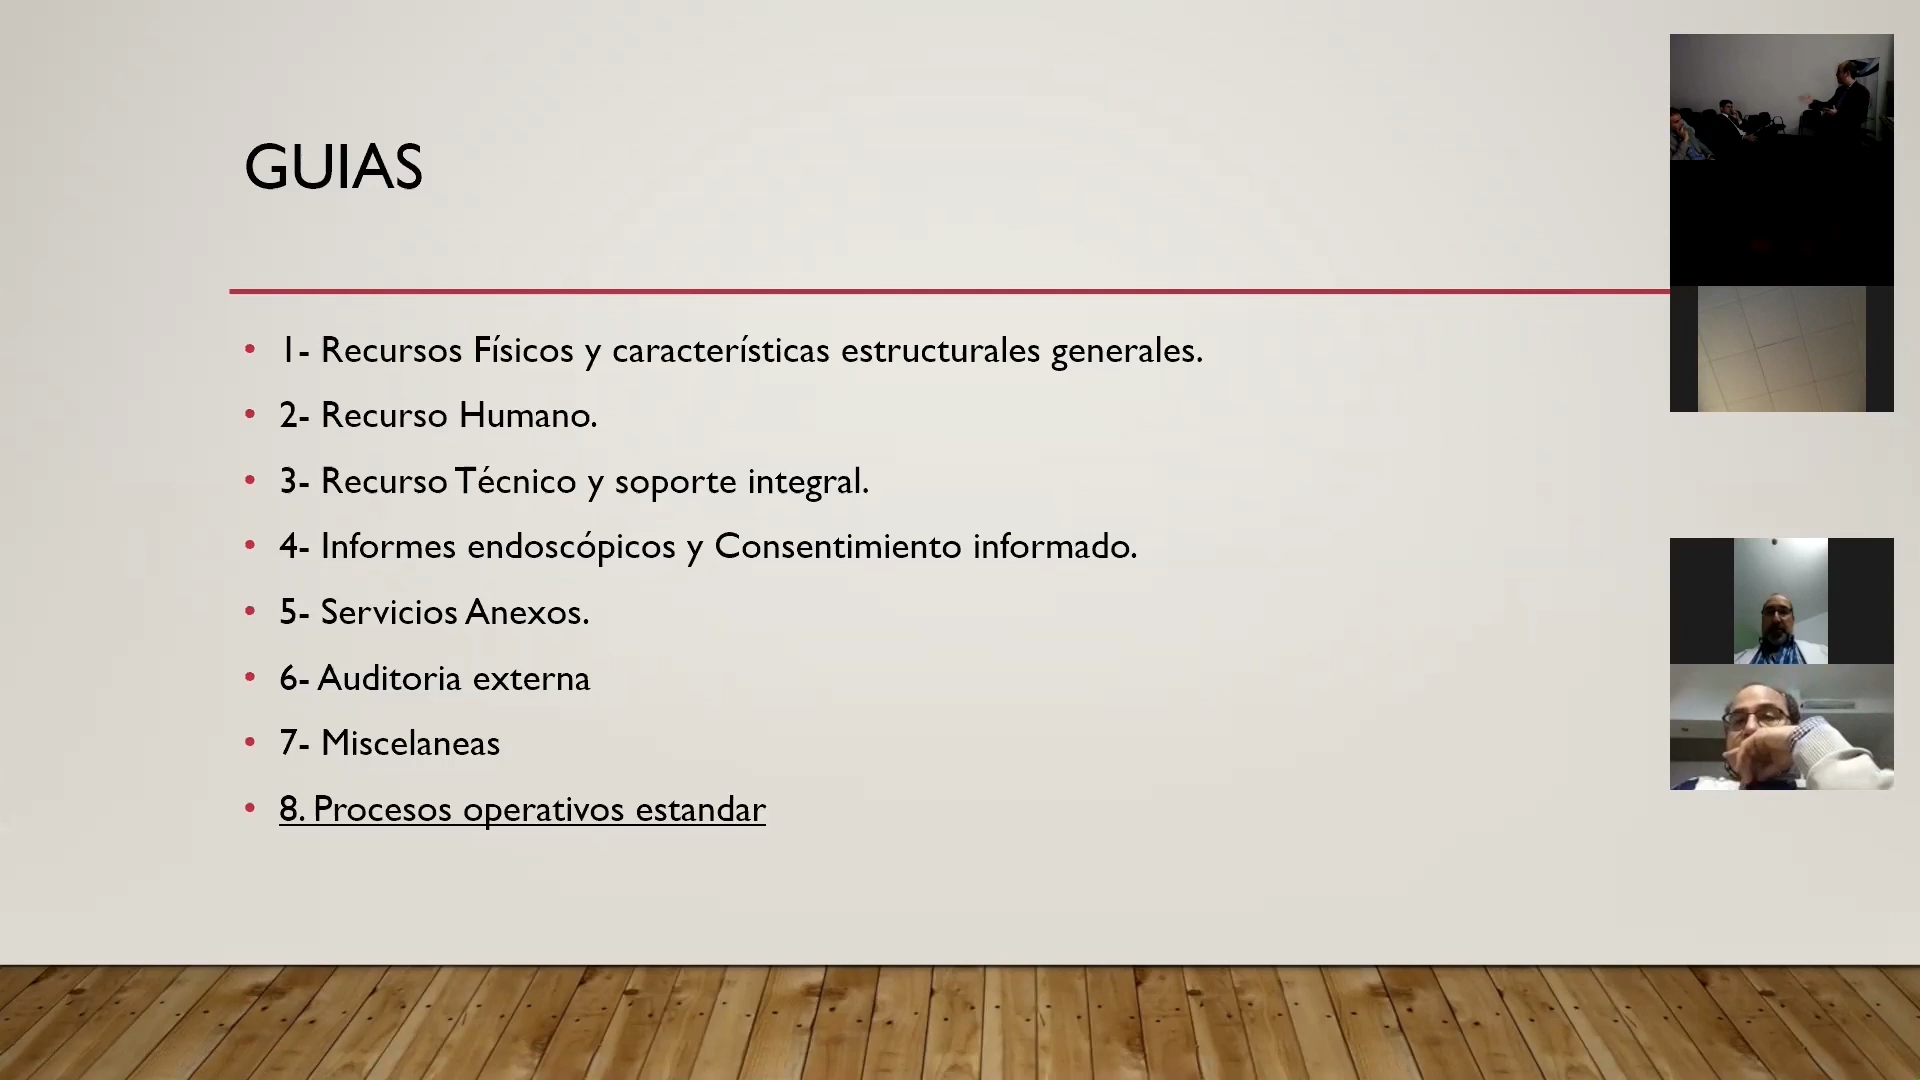 GUIAS
• 1- Recursos Físicos y características estructurales generales.
• 2- Recurso Humano.
• 3- Recurso Técnico y soporte integral.
• 4- Informes endoscópicos y Consentimiento informado.
• 5- Servicios Anexos.
• 6- Auditoria externa
• 7- Miscelaneas
• 8. Procesos operativos estandar